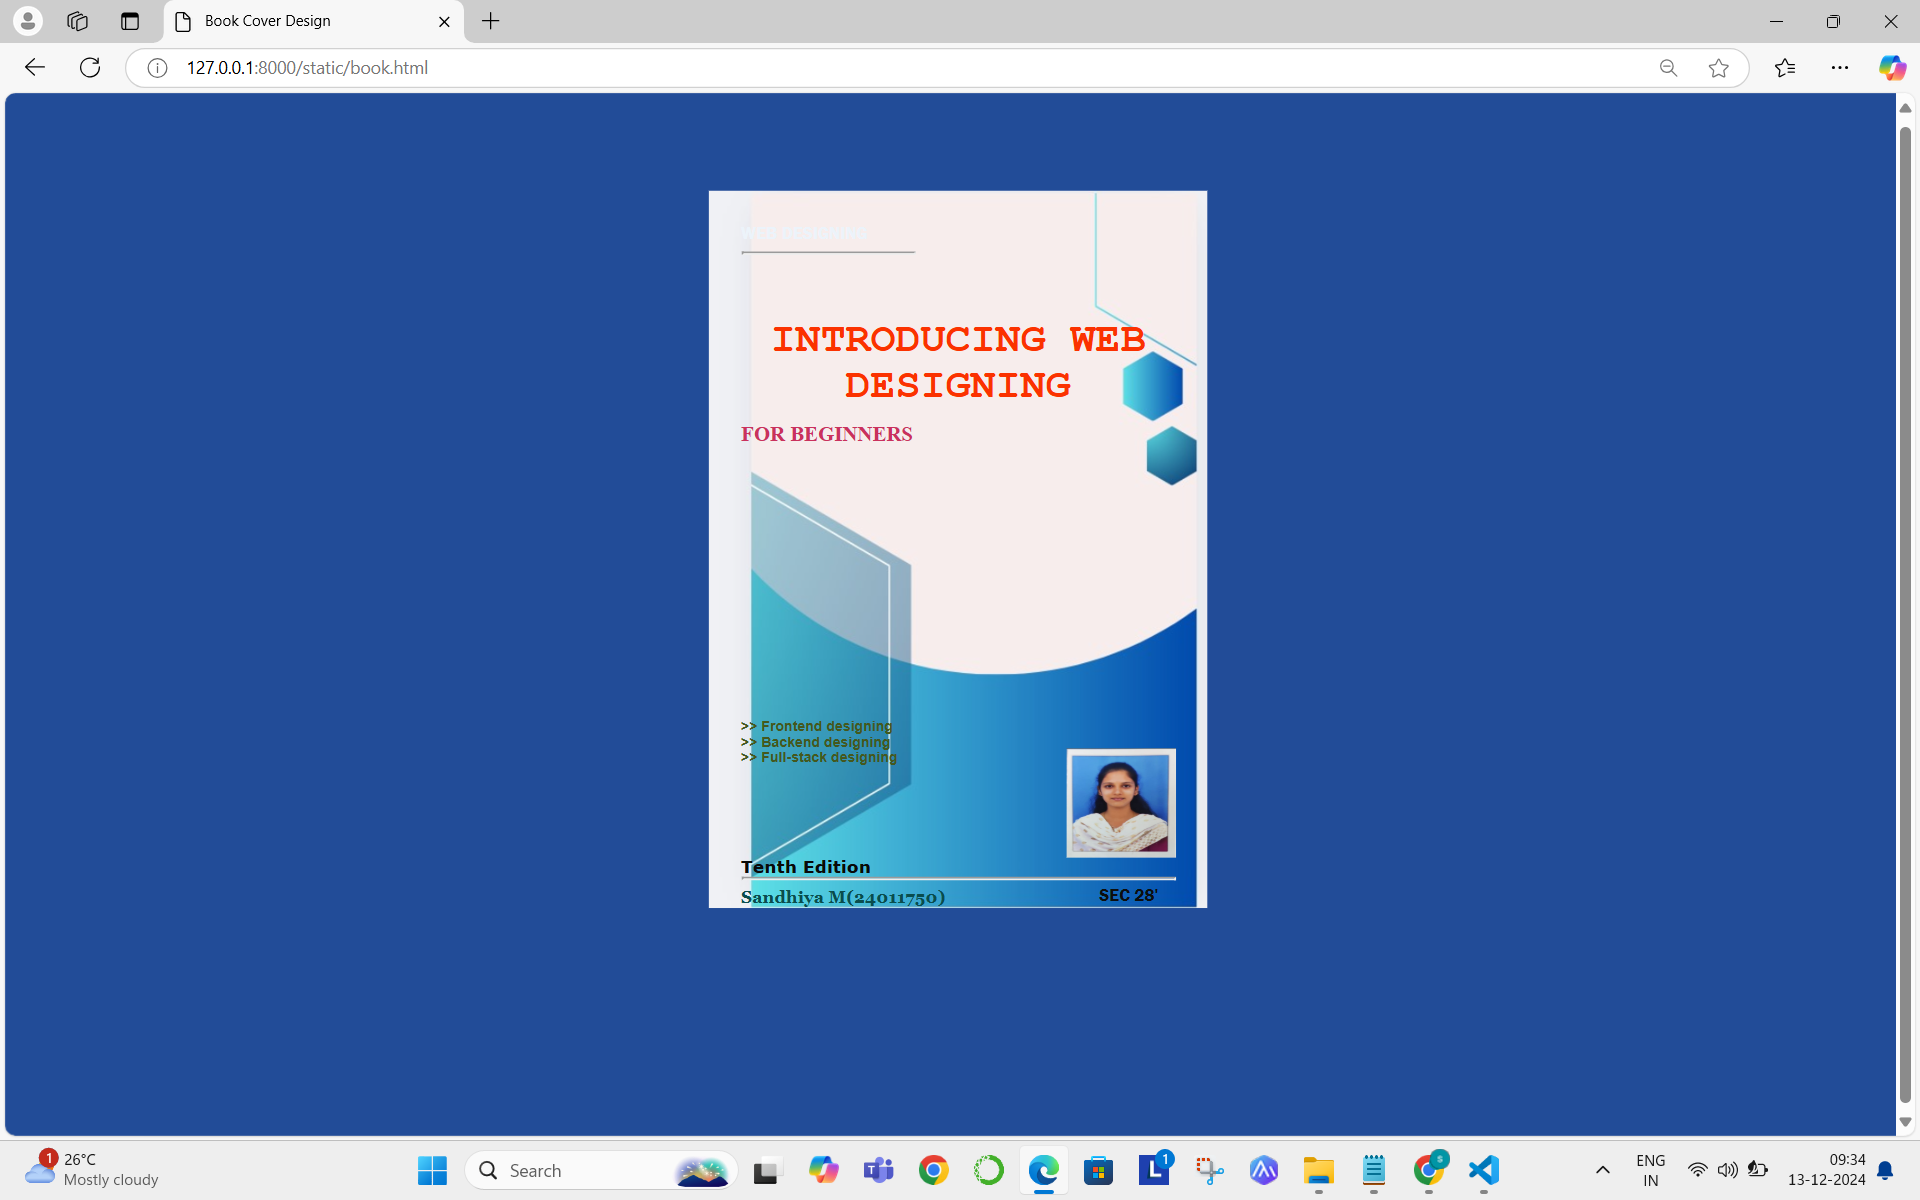 Book Cover Design
127.0.0.1:8000/static/book.html
WEB DESIGNING
INTRODUCING WEB
DESIGNING
FOR BEGINNERS
>> Frontend designing
>> Backend designing
>> Full-stack designing
Tenth Edition
Sandhiya M(24011750)
SEC 28'
1
26°C
Mostly cloudy
Search
L
1
s
ENG
IN
09:34
13-12-2024